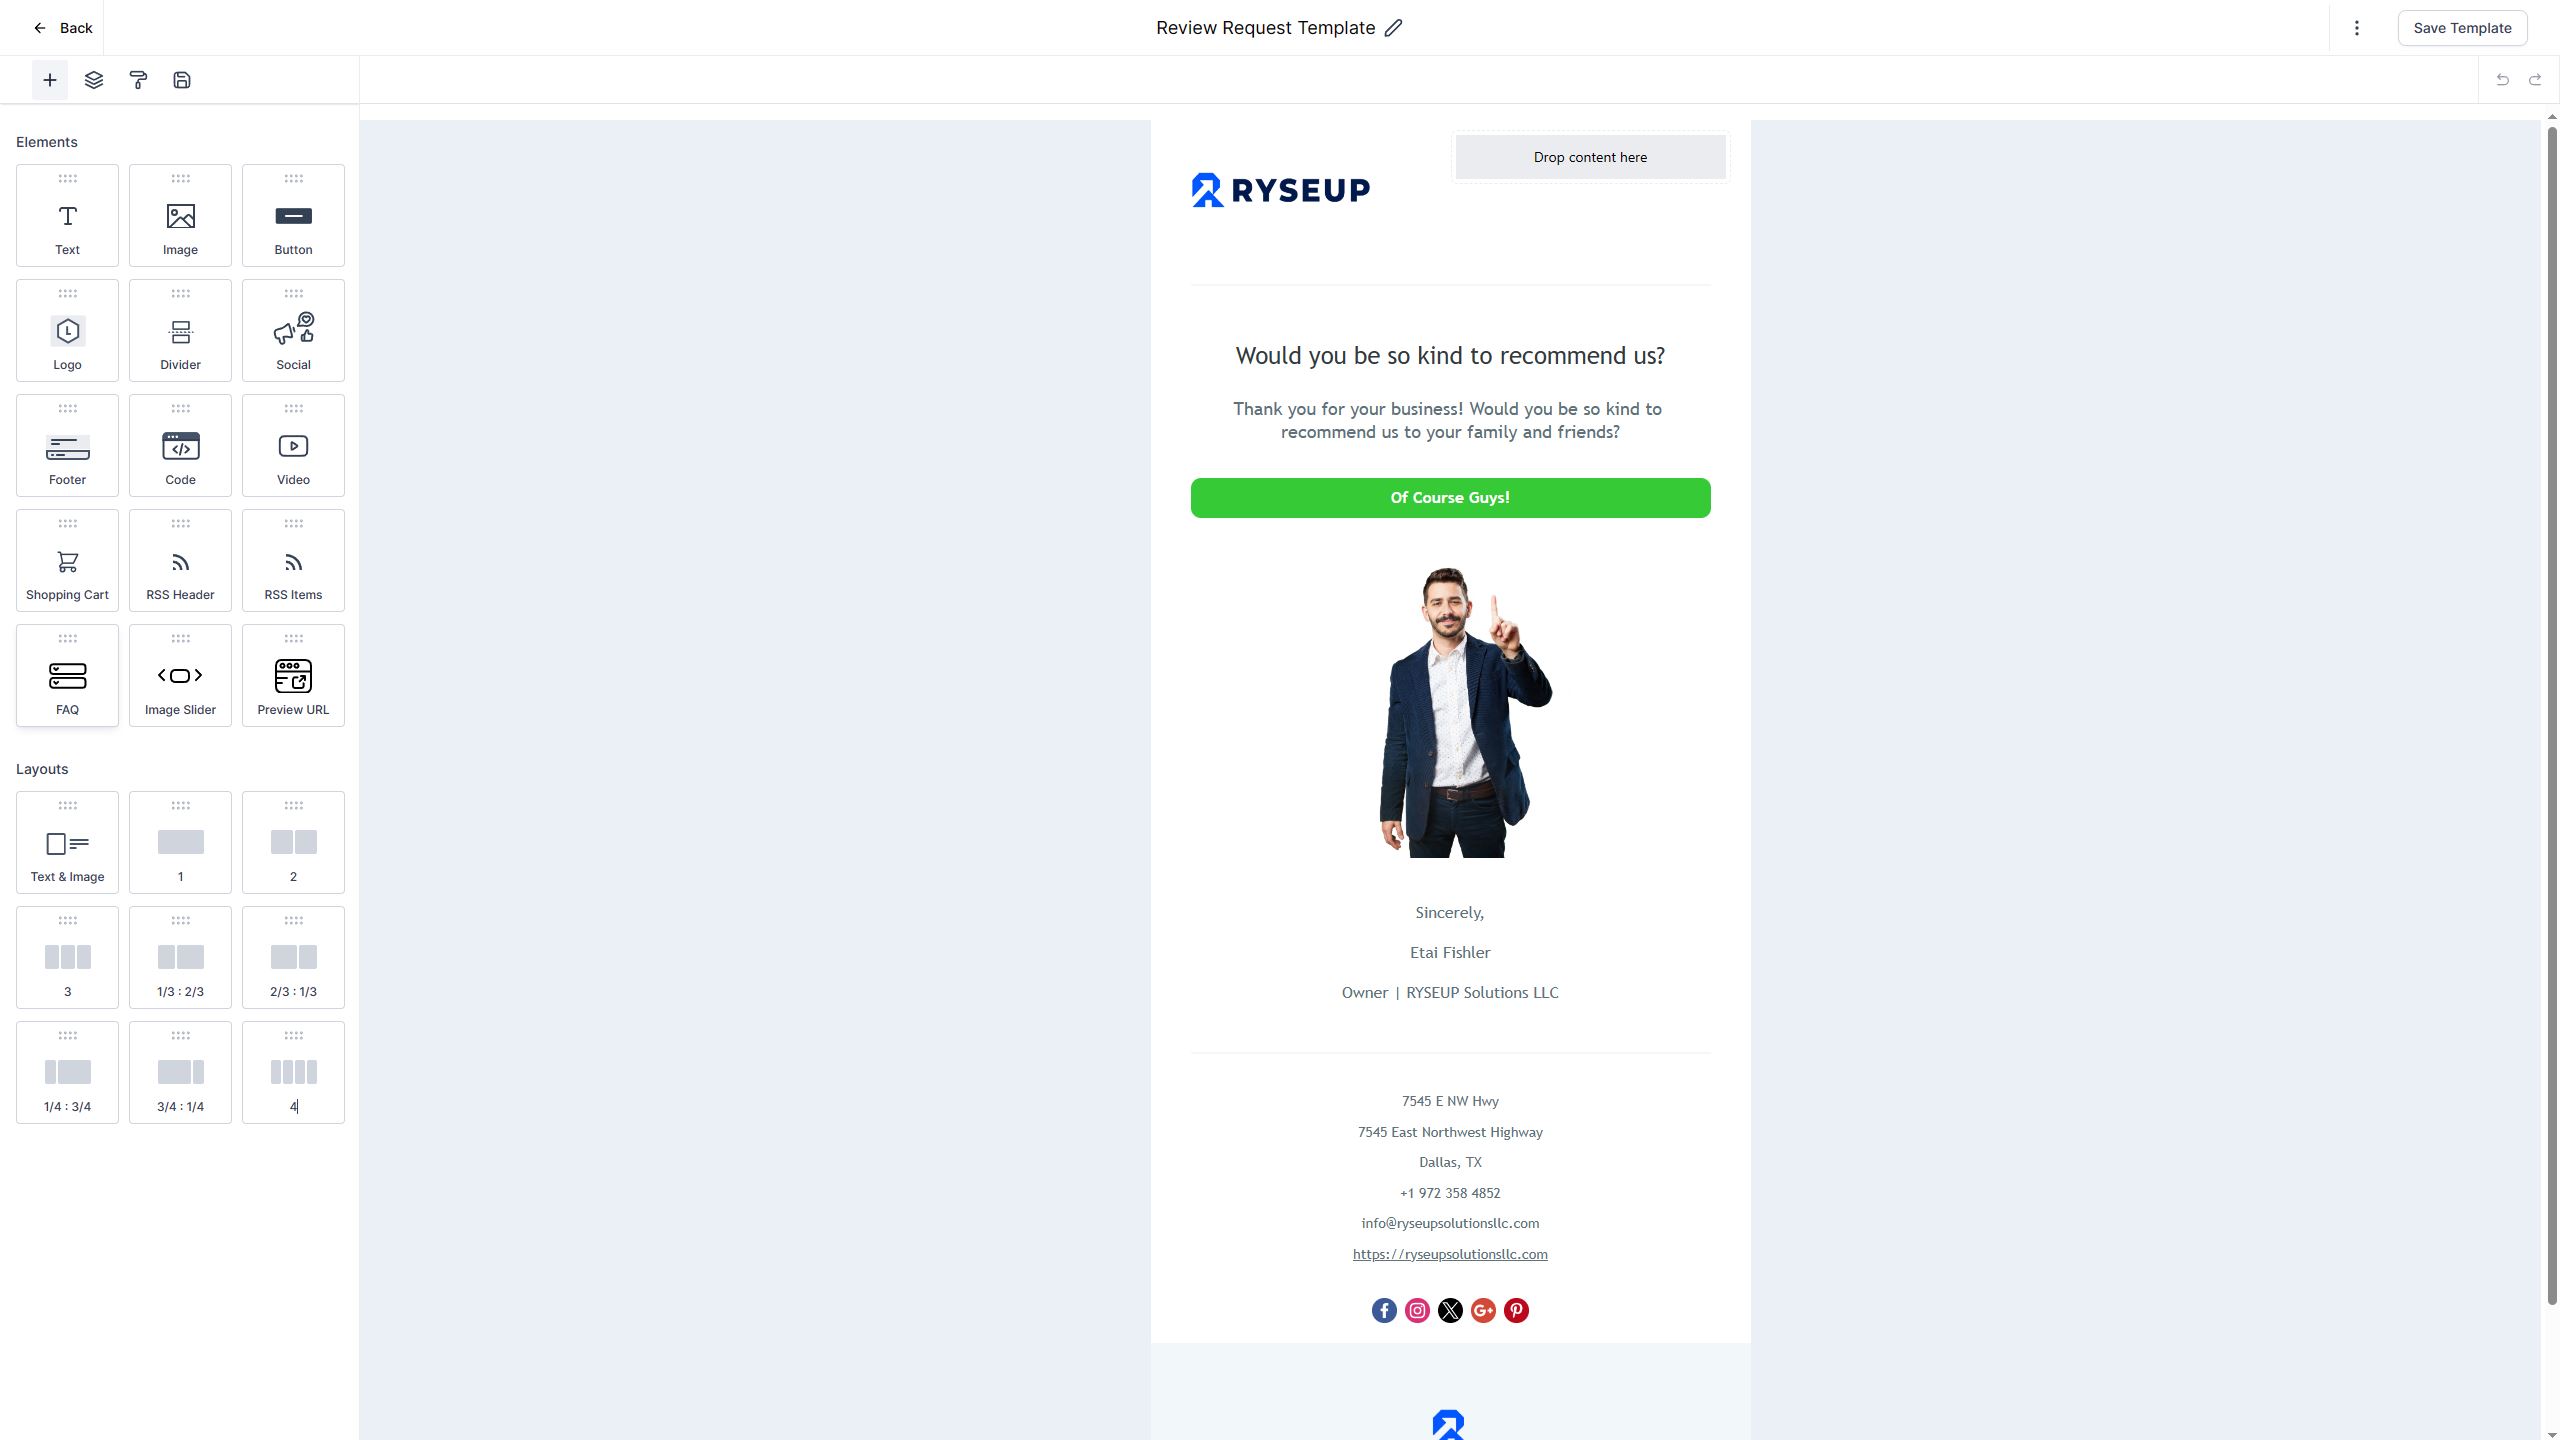 Back
Review Request Template
Save Template
Elements
Drop content here
RYSEUP
Text
Image
Button
Logo
Divider
Social
Footer
Code
Video
Shopping Cart
RSS Header
RSS Items
FAQ
Image Slider
Preview URL
Layouts
Text & Image
1
2
3
1/3 : 2/3
2/3 : 1/3
1/4 : 3/4
3/4 : 1/4
4
Would you be so kind to recommend us?
Thank you for your business! Would you be so kind to
recommend us to your family and friends?
Of Course Guys!
Sincerely,
Etai Fishler
Owner | RYSEUP Solutions LLC
7545 E NW Hwy
7545 East Northwest Highway
Dallas, TX
+1 972 358 4852
info@ryseupsolutionsllc.com
https://ryseupsolutionsllc.com